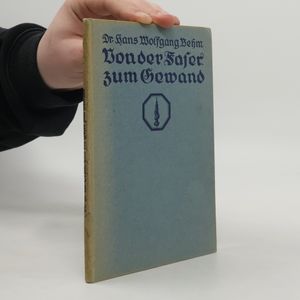 Dr. Hans Wolfgang Behm
Von der Faser
zum Gewand